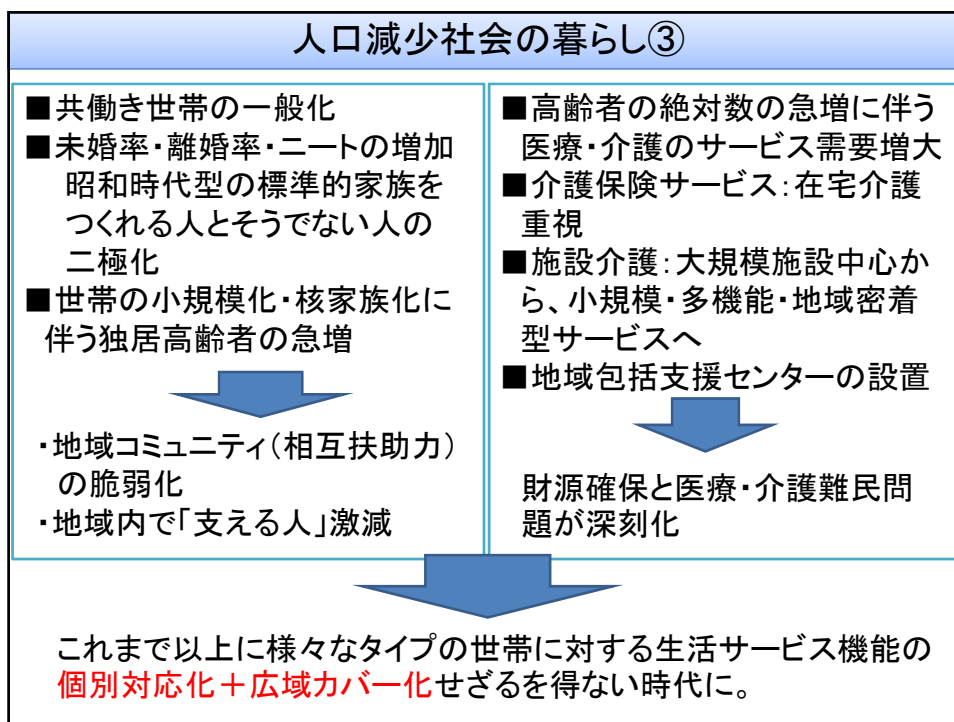 人口減少社会の暮らし③
■共働き世帯の一般化
■未婚率・離婚率・ニートの増加
昭和時代型の標準的家族を
つくれる人とそうでない人の
二極化
■世帯の小規模化・核家族化に
伴う独居高齢者の急増
・地域コミュニティ（相互扶助力）
の脆弱化
・地域内で「支える人」激減
■高齢者の絶対数の急増に伴う
医療・介護のサービス需要増大
■介護保険サービス：在宅介護
重視
■施設介護：大規模施設中心か
ら、小規模・多機能・地域密着
型サービスへ
■地域包括支援センターの設置
財源確保と医療・介護難民問
題が深刻化
これまで以上に様々なタイプの世帯に対する生活サービス機能の
個別対応化＋広域カバー化せざるを得ない時代に。